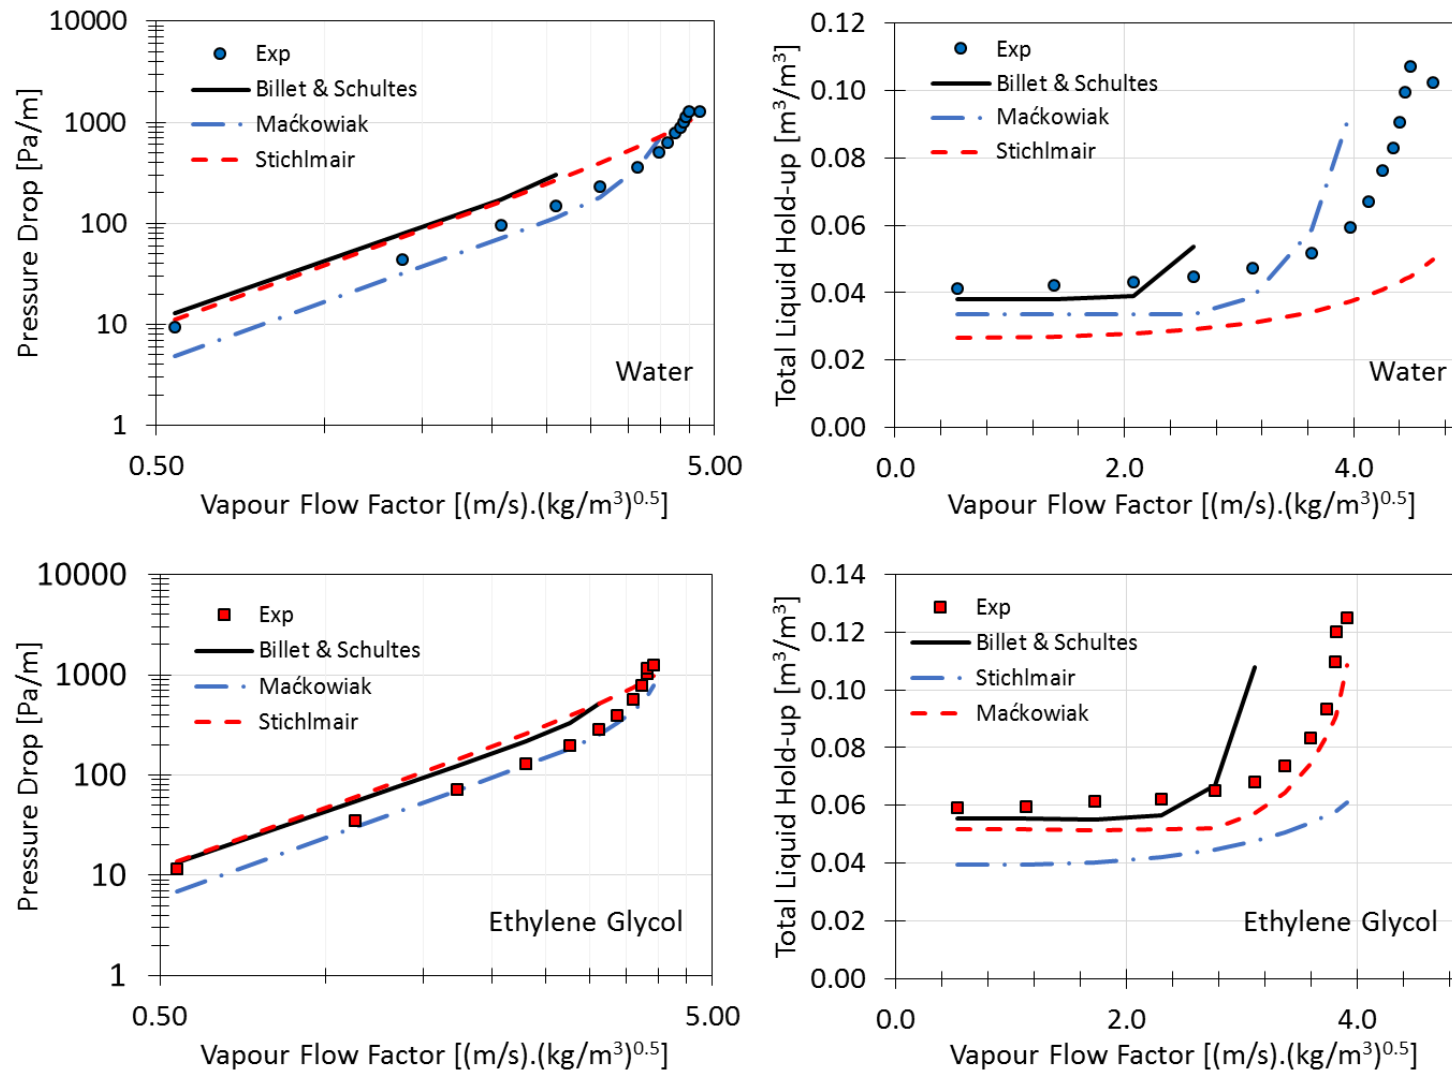 10000
1000
100
10
1
Pressure Drop [Pa/m]
Exp
Billet & Schultes
Maćkowiak
Stichlmair
Water
0.50
5.00
Vapour Flow Factor [(m/s).(kg/m³)⁰·⁵]
0.12
0.10
0.08
0.06
0.04
0.02
0.00
Total Liquid Hold-up [m³/m³]
Exp
Billet & Schultes
Maćkowiak
Stichlmair
Water
0.0
2.0
4.0
Vapour Flow Factor [(m/s).(kg/m³)⁰·⁵]
10000
1000
100
10
1
Pressure Drop [Pa/m]
Exp
Billet & Schultes
Maćkowiak
Stichlmair
Ethylene Glycol
0.50
5.00
Vapour Flow Factor [(m/s).(kg/m³)⁰·⁵]
0.14
0.12
0.10
0.08
0.06
0.04
0.02
0.00
Total Liquid Hold-up [m³/m³]
Exp
Billet & Schultes
Stichlmair
Maćkowiak
Ethylene Glycol
0.0
2.0
4.0
Vapour Flow Factor [(m/s).(kg/m³)⁰·⁵]